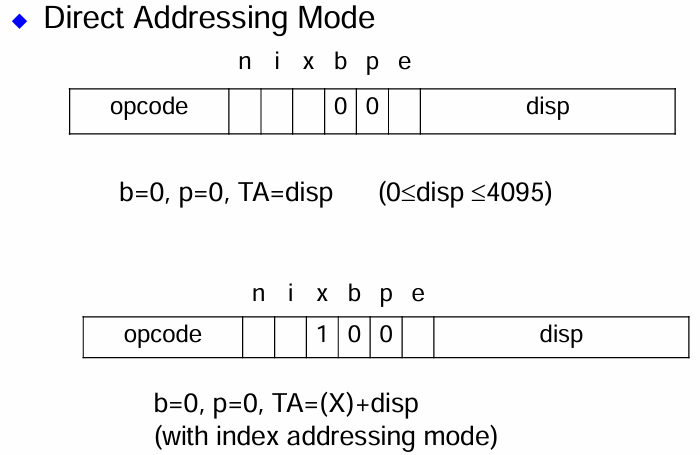 ◆ Direct Addressing Mode
n i x b p e
opcode 0 0 disp
b=0, p=0, TA=disp (0≤disp ≤4095)
n i x b p e
opcode 1 0 0 disp
b=0, p=0, TA=(X)+disp
(with index addressing mode)